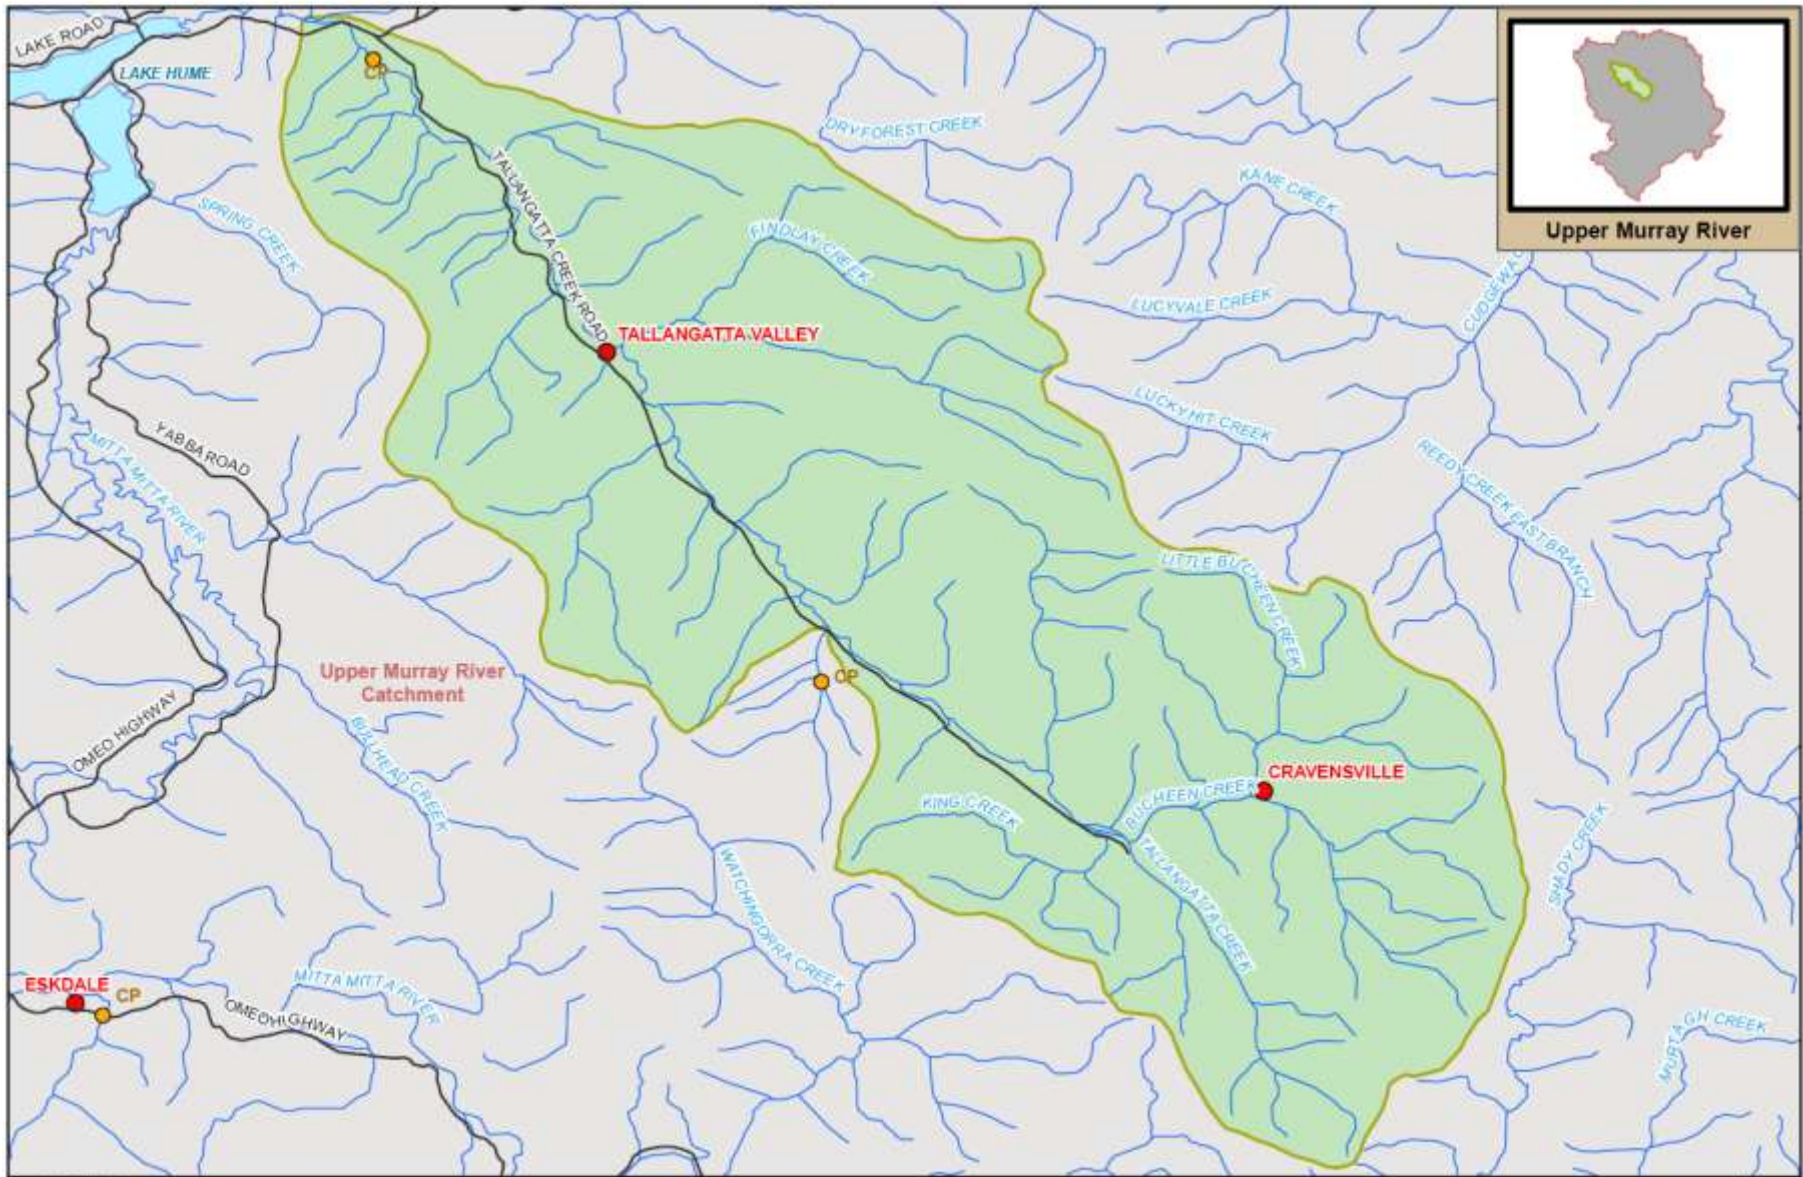 LAKE ROAD
LAKE HUME
CP
DRY FOREST CREEK
KANE CREEK
Upper Murray River
SPRING CREEK
TALLANGATTA CREEK ROAD
FINDLAY CREEK
LUCYVALE CREEK
TALLANGATTA VALLEY
LUCKY HIT CREEK
YABBA ROAD
MITTA MITTA RIVER
REEDY CREEK EAST BRANCH
LITTLE BUCHEEN CREEK
Upper Murray River
Catchment
CP
OMEO HIGHWAY
BULLHEAD CREEK
CRAVENSVILLE
BUCHEEN CREEK
KING CREEK
TALLANGATTA CREEK
WATCHINGORRA CREEK
SHADY CREEK
ESKDALE
CP
MITTA MITTA RIVER
OMEO HIGHWAY
MURTAGH CREEK